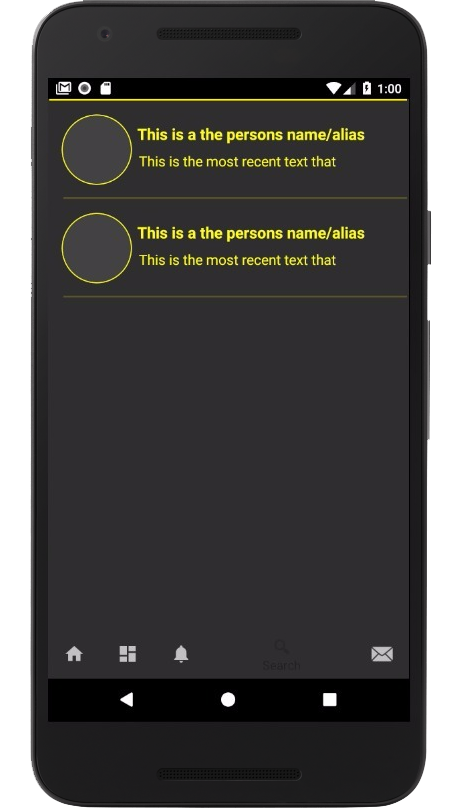 1:00
This is a the persons name/alias
This is the most recent text that
This is a the persons name/alias
This is the most recent text that
Search